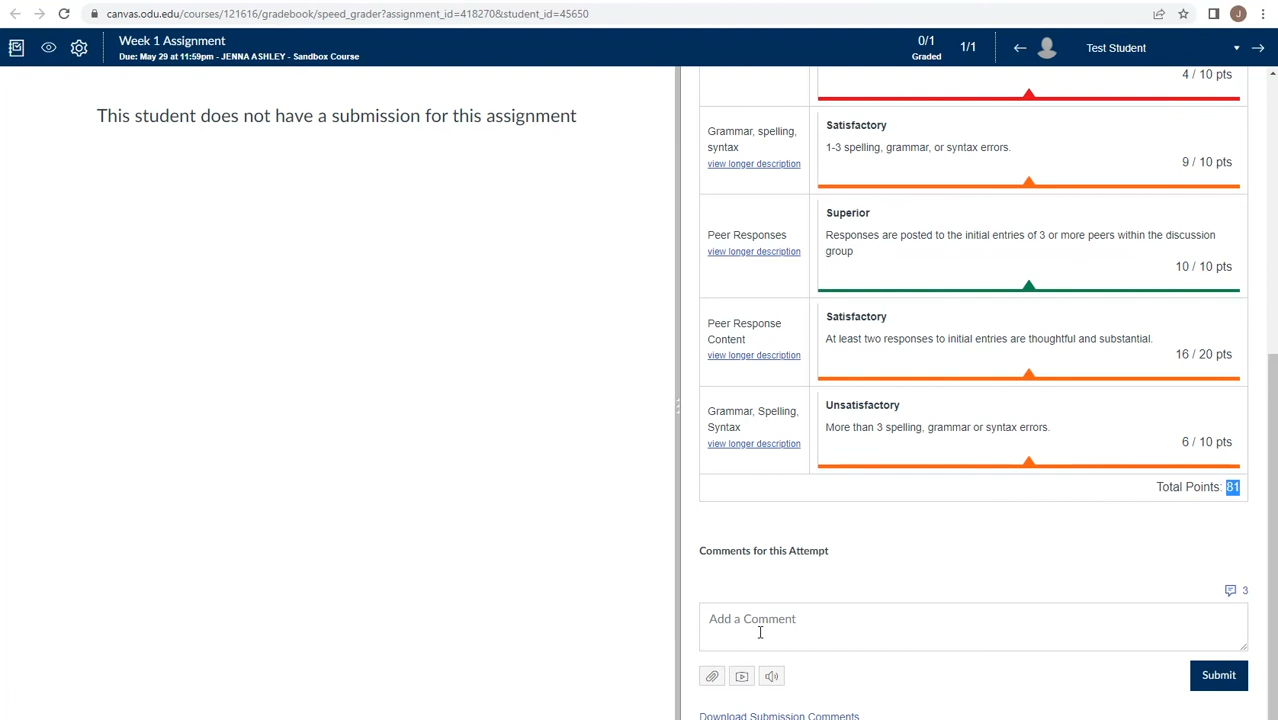 canvas.odu.edu/courses/121616/gradebook/speed_grader?assignment_id=418270&student_id=45650
J
Week 1 Assignment
Due: May 29 at 11:59pm - JENNA ASHLEY - Sandbox Course
0/1
Graded
1/1
Test Student
This student does not have a submission for this assignment
4 / 10 pts
Grammar, spelling,
syntax
view longer description
Satisfactory
1-3 spelling, grammar, or syntax errors.
9 / 10 pts
Peer Responses
view longer description
Superior
Responses are posted to the initial entries of 3 or more peers within the discussion
group
10 / 10 pts
Peer Response
Content
view longer description
Satisfactory
At least two responses to initial entries are thoughtful and substantial.
16 / 20 pts
Grammar, Spelling,
Syntax
view longer description
Unsatisfactory
More than 3 spelling, grammar or syntax errors.
6 / 10 pts
Total Points: 81
Comments for this Attempt
3
Add a Comment
Submit
Download Submission Comments